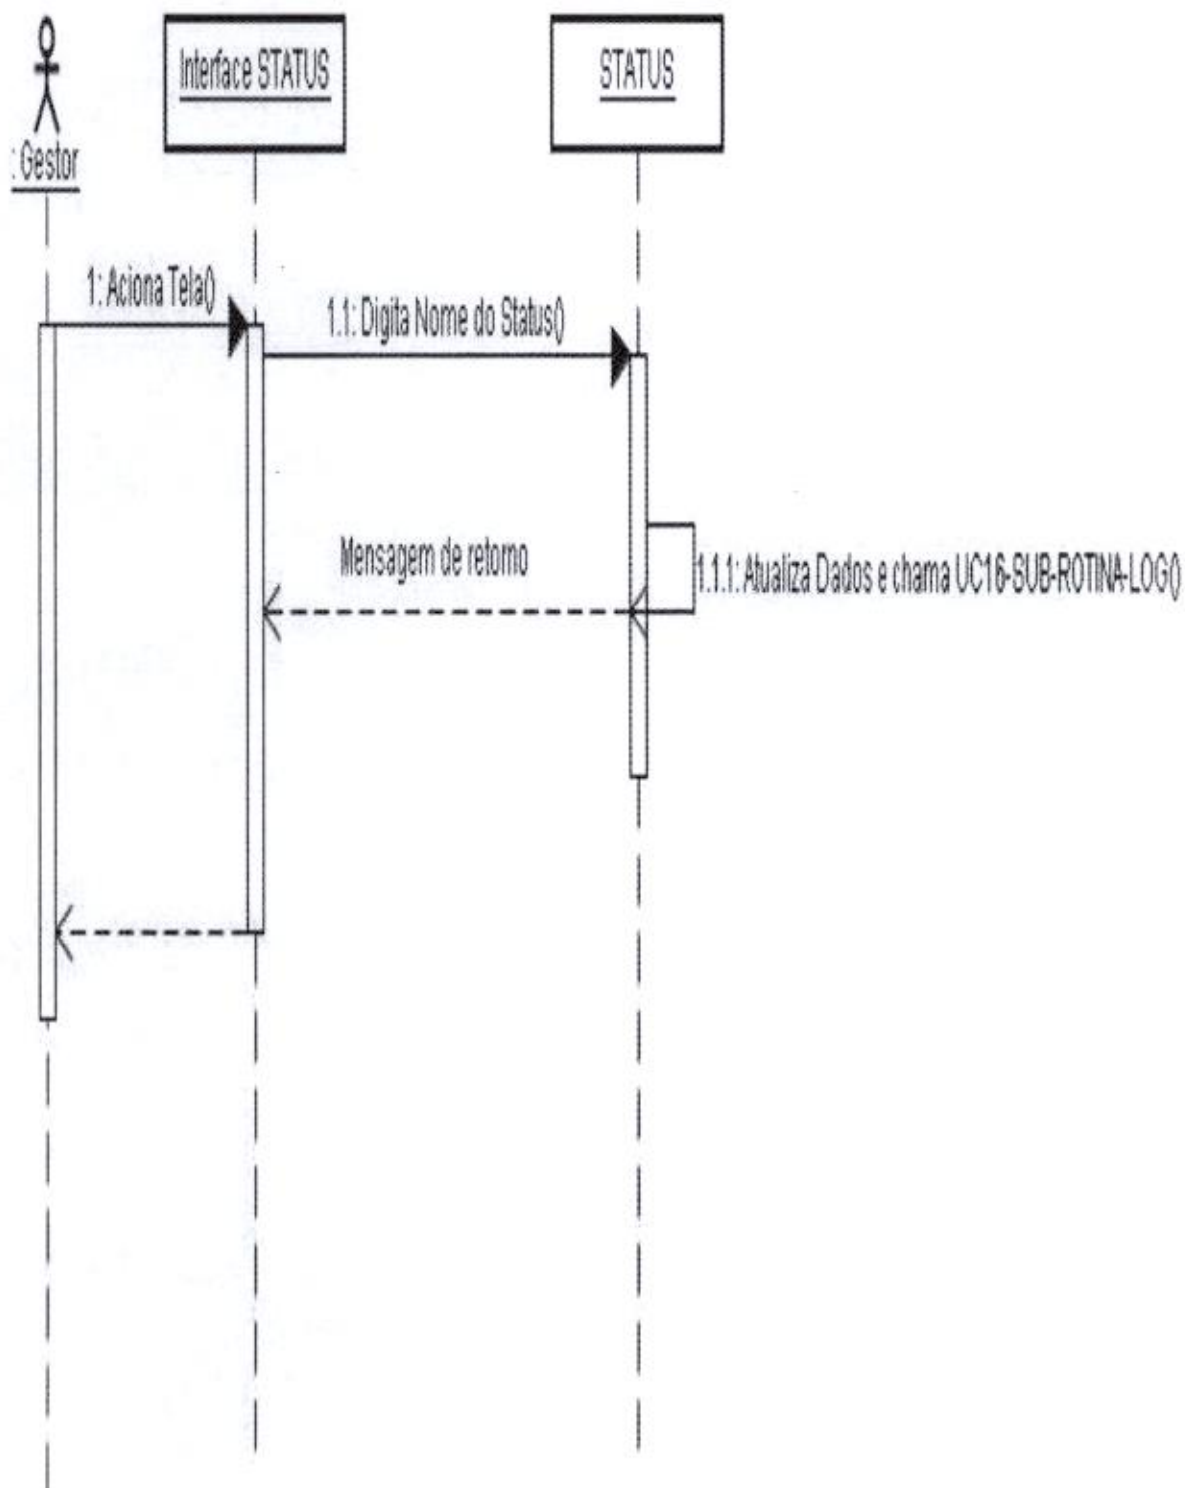 Interface STATUS
STATUS
: Gestor
1: Aciona Tela()
1.1: Digita Nome do Status()
Mensagem de retorno
1.1.1: Atualiza Dados e chama UC16-SUB-ROTINA-LOG()